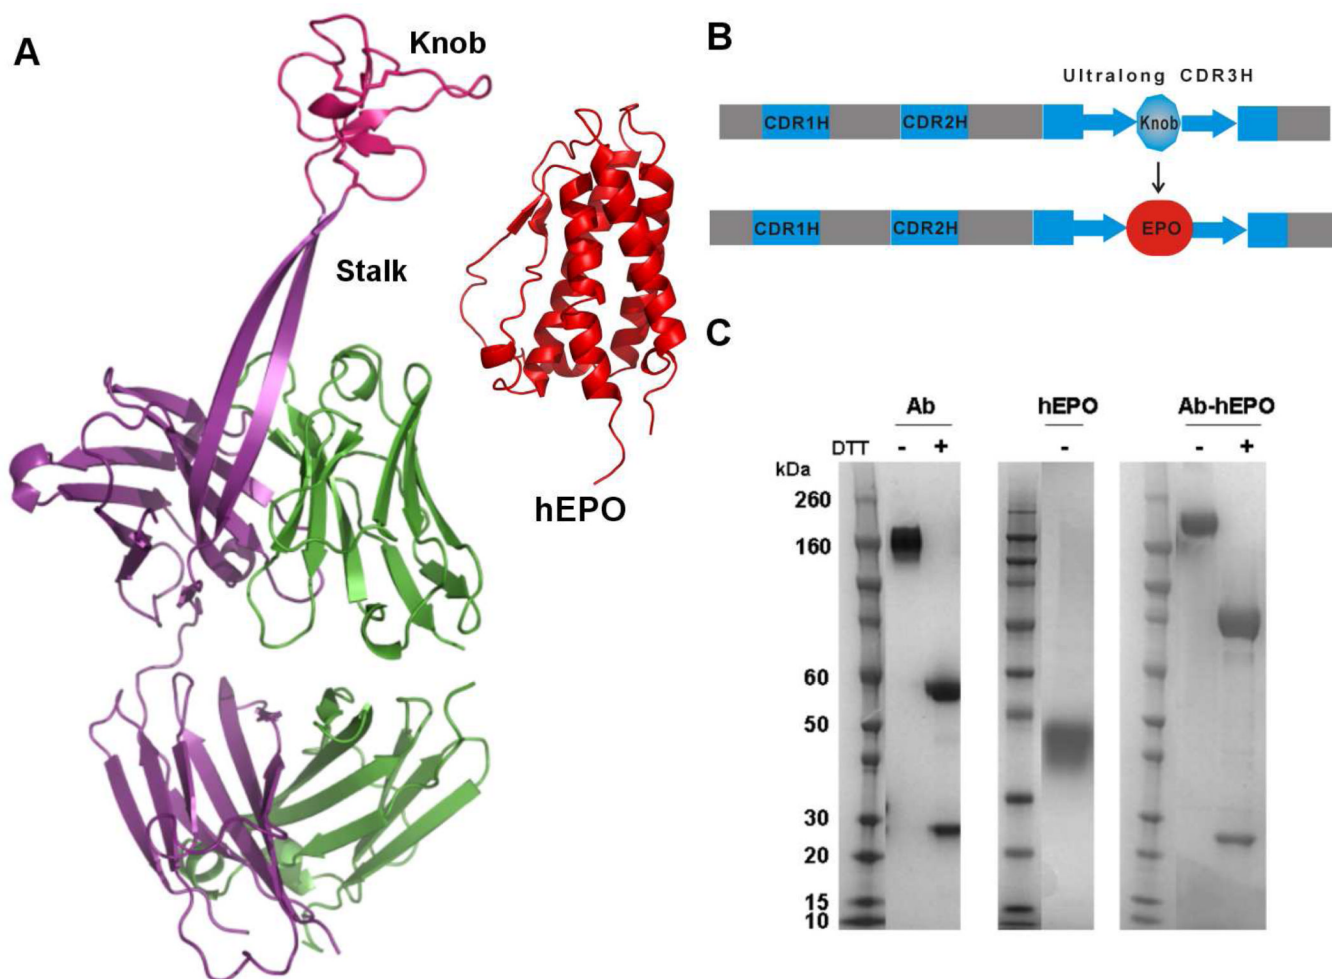 A
Knob
Stalk
hEPO
B
Ultralong CDR3H
CDR1H CDR2H Knob
CDR1H CDR2H EPO
C
Ab hEPO Ab-hEPO
DTT - + - - +
kDa
260
160
60
50
30
20
15
10